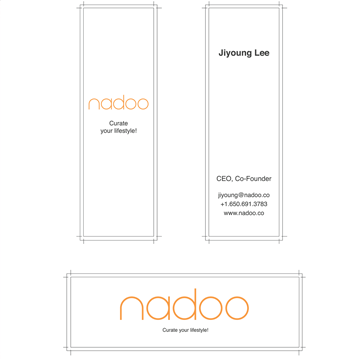 nadoo
Curate
your lifestyle!
Jiyoung Lee
CEO, Co-Founder
jiyoung@nadoo.co
+1.650.691.3783
www.nadoo.co
nadoo
Curate your lifestyle!